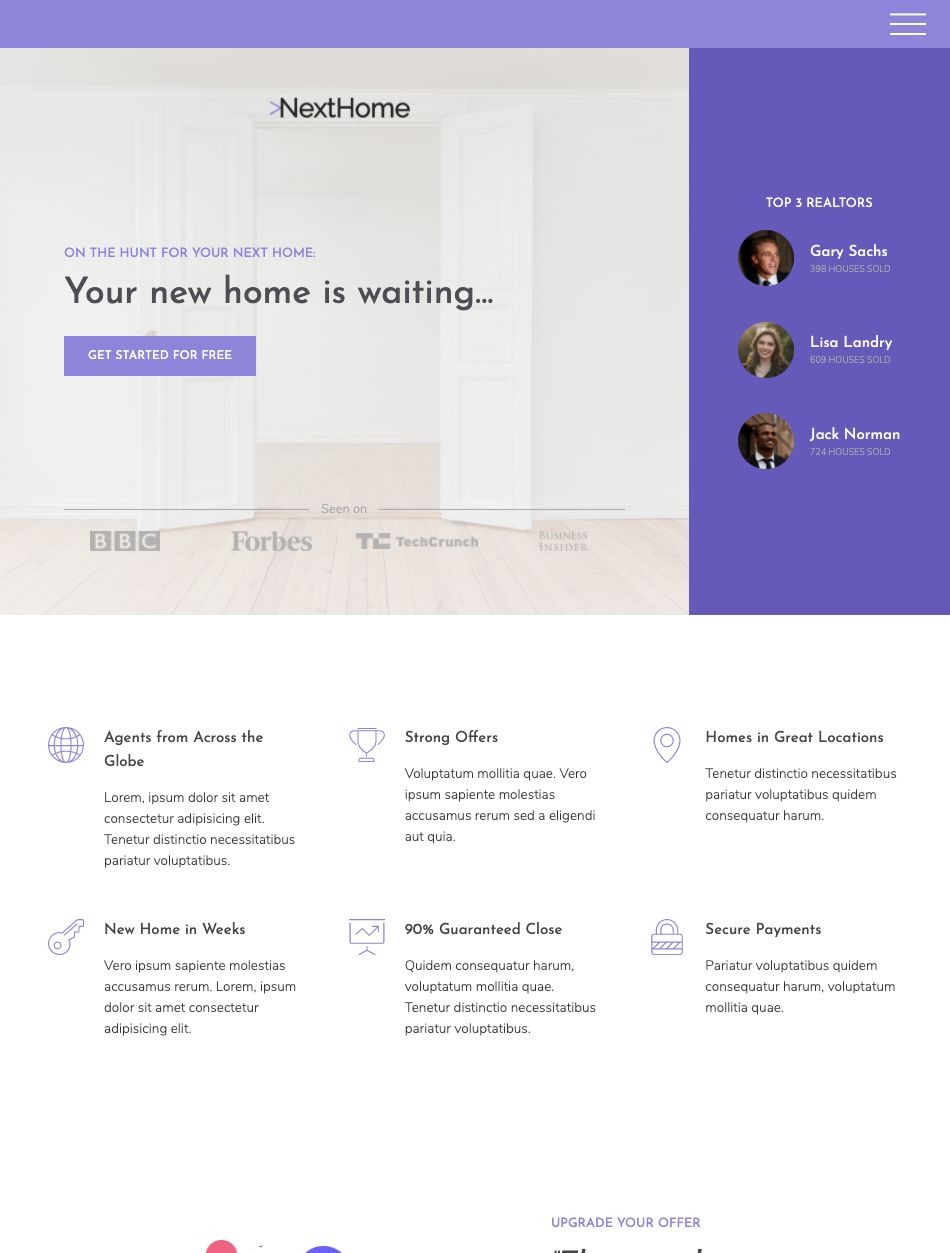 >NextHome
ON THE HUNT FOR YOUR NEXT HOME:
Your new home is waiting...
GET STARTED FOR FREE
Seen on
BBC
Forbes
TC TechCrunch
BUSINESS
INSIDER
TOP 3 REALTORS
Gary Sachs
398 HOUSES SOLD
Lisa Landry
609 HOUSES SOLD
Jack Norman
724 HOUSES SOLD
Agents from Across the
Globe
Lorem, ipsum dolor sit amet
consectetur adipisicing elit.
Tenetur distinctio necessitatibus
pariatur voluptatibus.
Strong Offers
Voluptatum mollitia quae. Vero
ipsum sapiente molestias
accusamus rerum sed a eligendi
aut quia.
Homes in Great Locations
Tenetur distinctio necessitatibus
pariatur voluptatibus quidem
consequatur harum.
New Home in Weeks
Vero ipsum sapiente molestias
accusamus rerum. Lorem, ipsum
dolor sit amet consectetur
adipisicing elit.
90% Guaranteed Close
Quidem consequatur harum,
voluptatum mollitia quae.
Tenetur distinctio necessitatibus
pariatur voluptatibus.
Secure Payments
Pariatur voluptatibus quidem
consequatur harum, voluptatum
mollitia quae.
UPGRADE YOUR OFFER